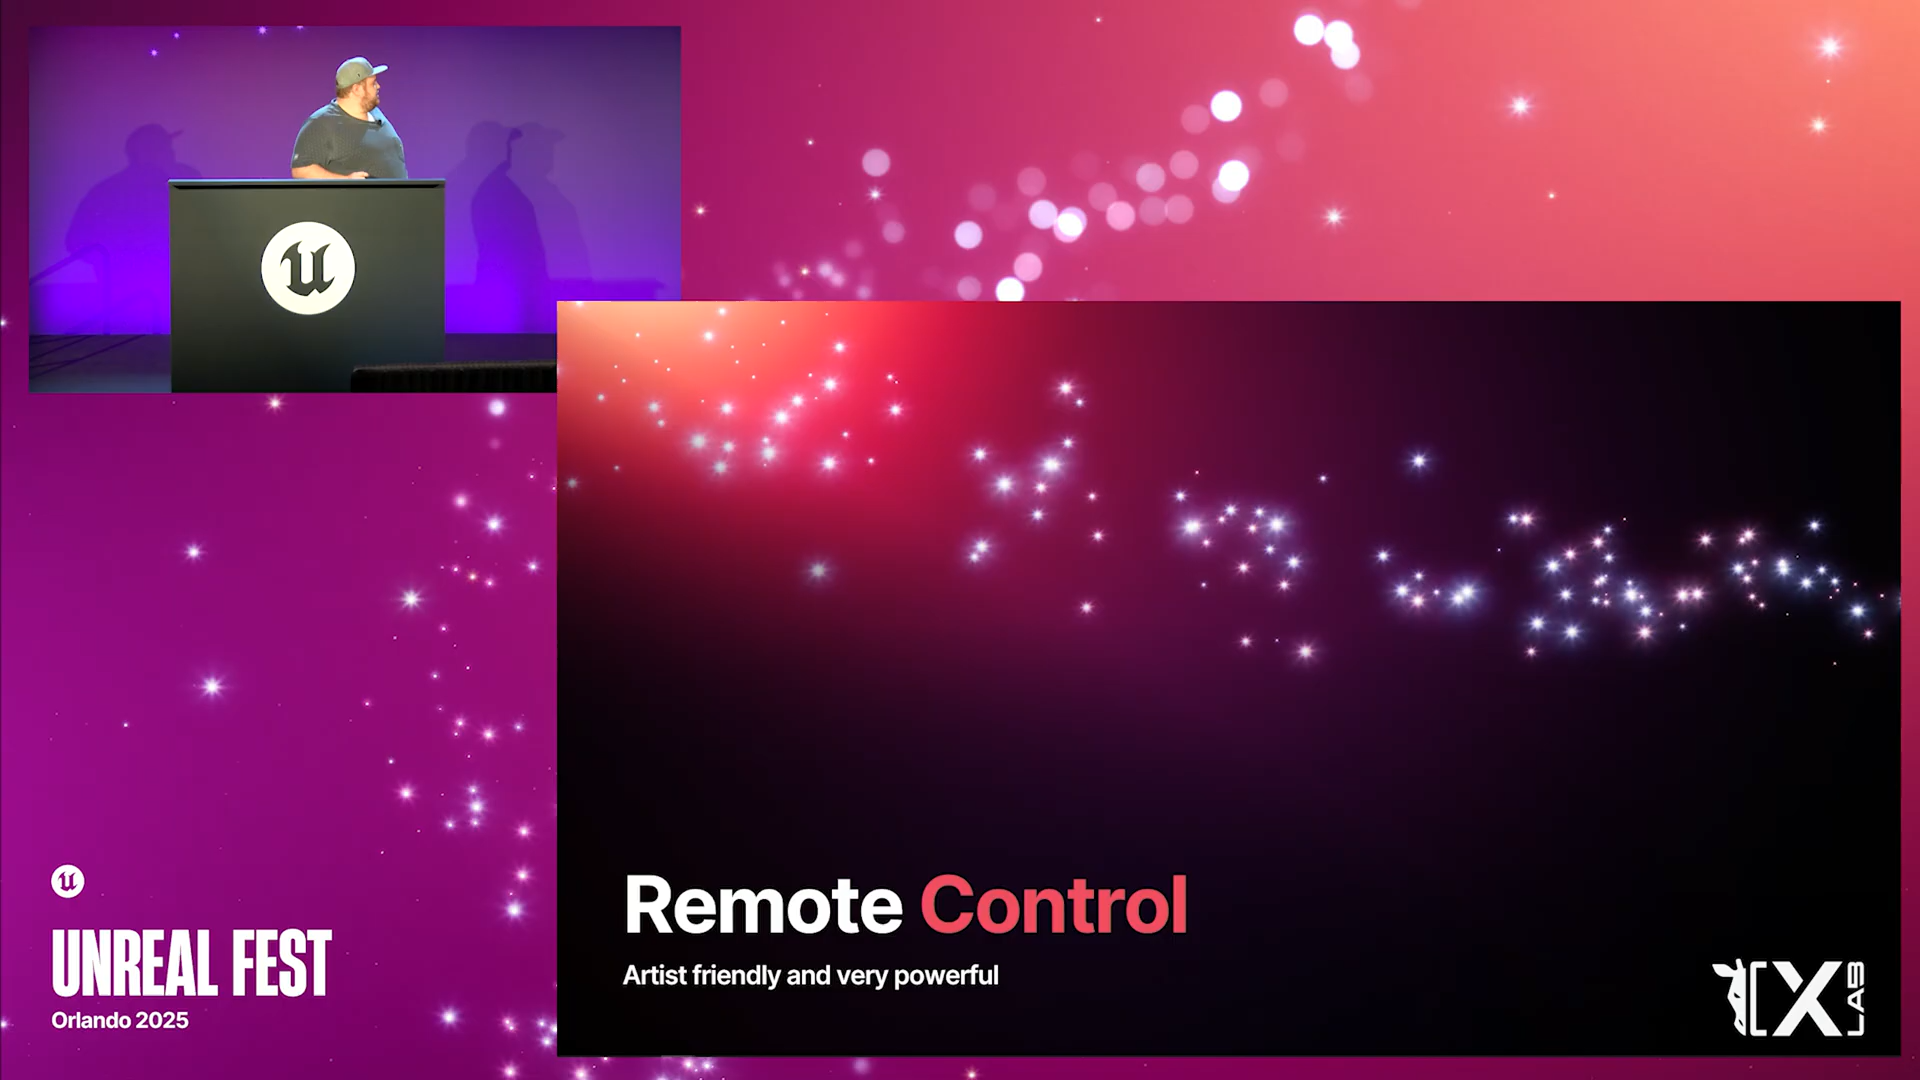 Remote Control
Artist friendly and very powerful
UNREAL FEST
Orlando 2025
X LAB